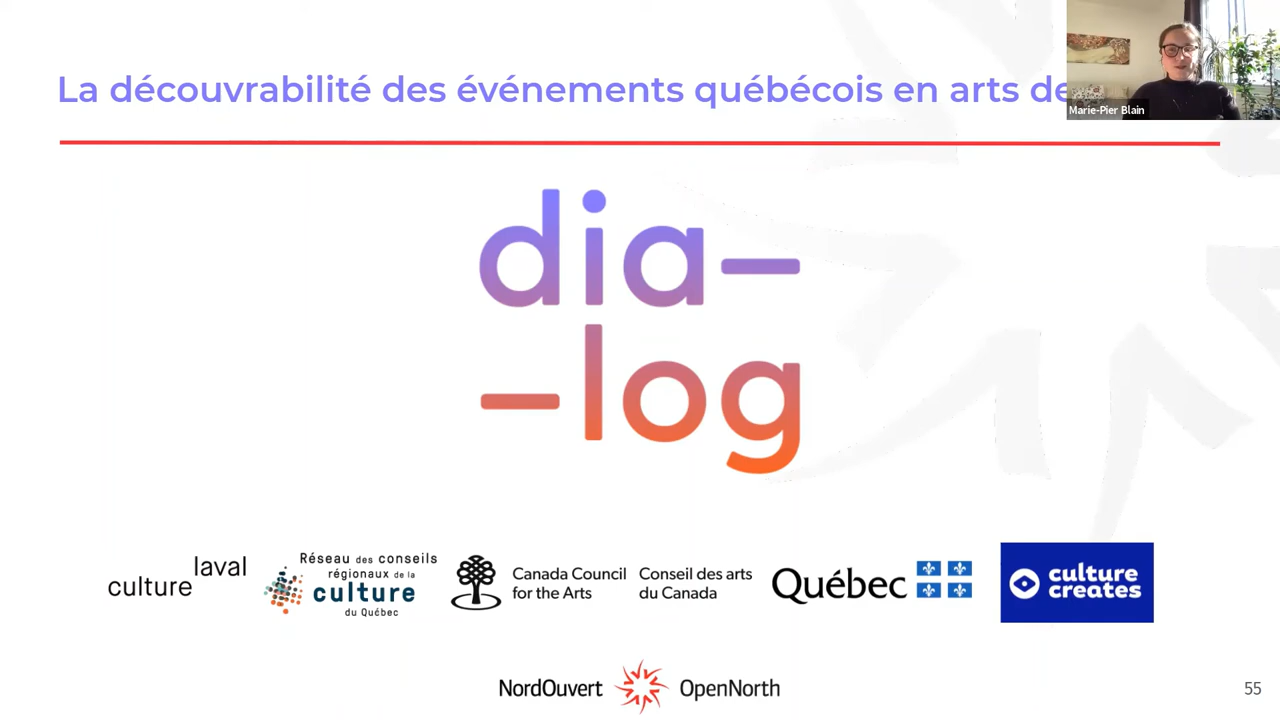 La découvrabilité des événements québécois en arts de
Marie-Pier Blain
dia-
-log
laval
culture
Réseau des conseils
régionaux de la
culture
du Québec
Canada Council
for the Arts
Conseil des arts
du Canada
Québec
culture
creates
NordOuvert OpenNorth
55